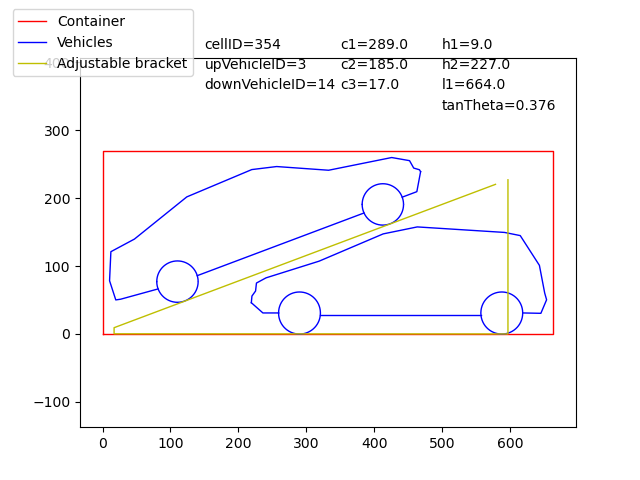 Container
Vehicles
Adjustable bracket
cellID=354 c1=289.0 h1=9.0
upVehicleID=3 c2=185.0 h2=227.0
downVehicleID=14 c3=17.0 l1=664.0
tanTheta=0.376
400
300
200
100
0
−100
0 100 200 300 400 500 600